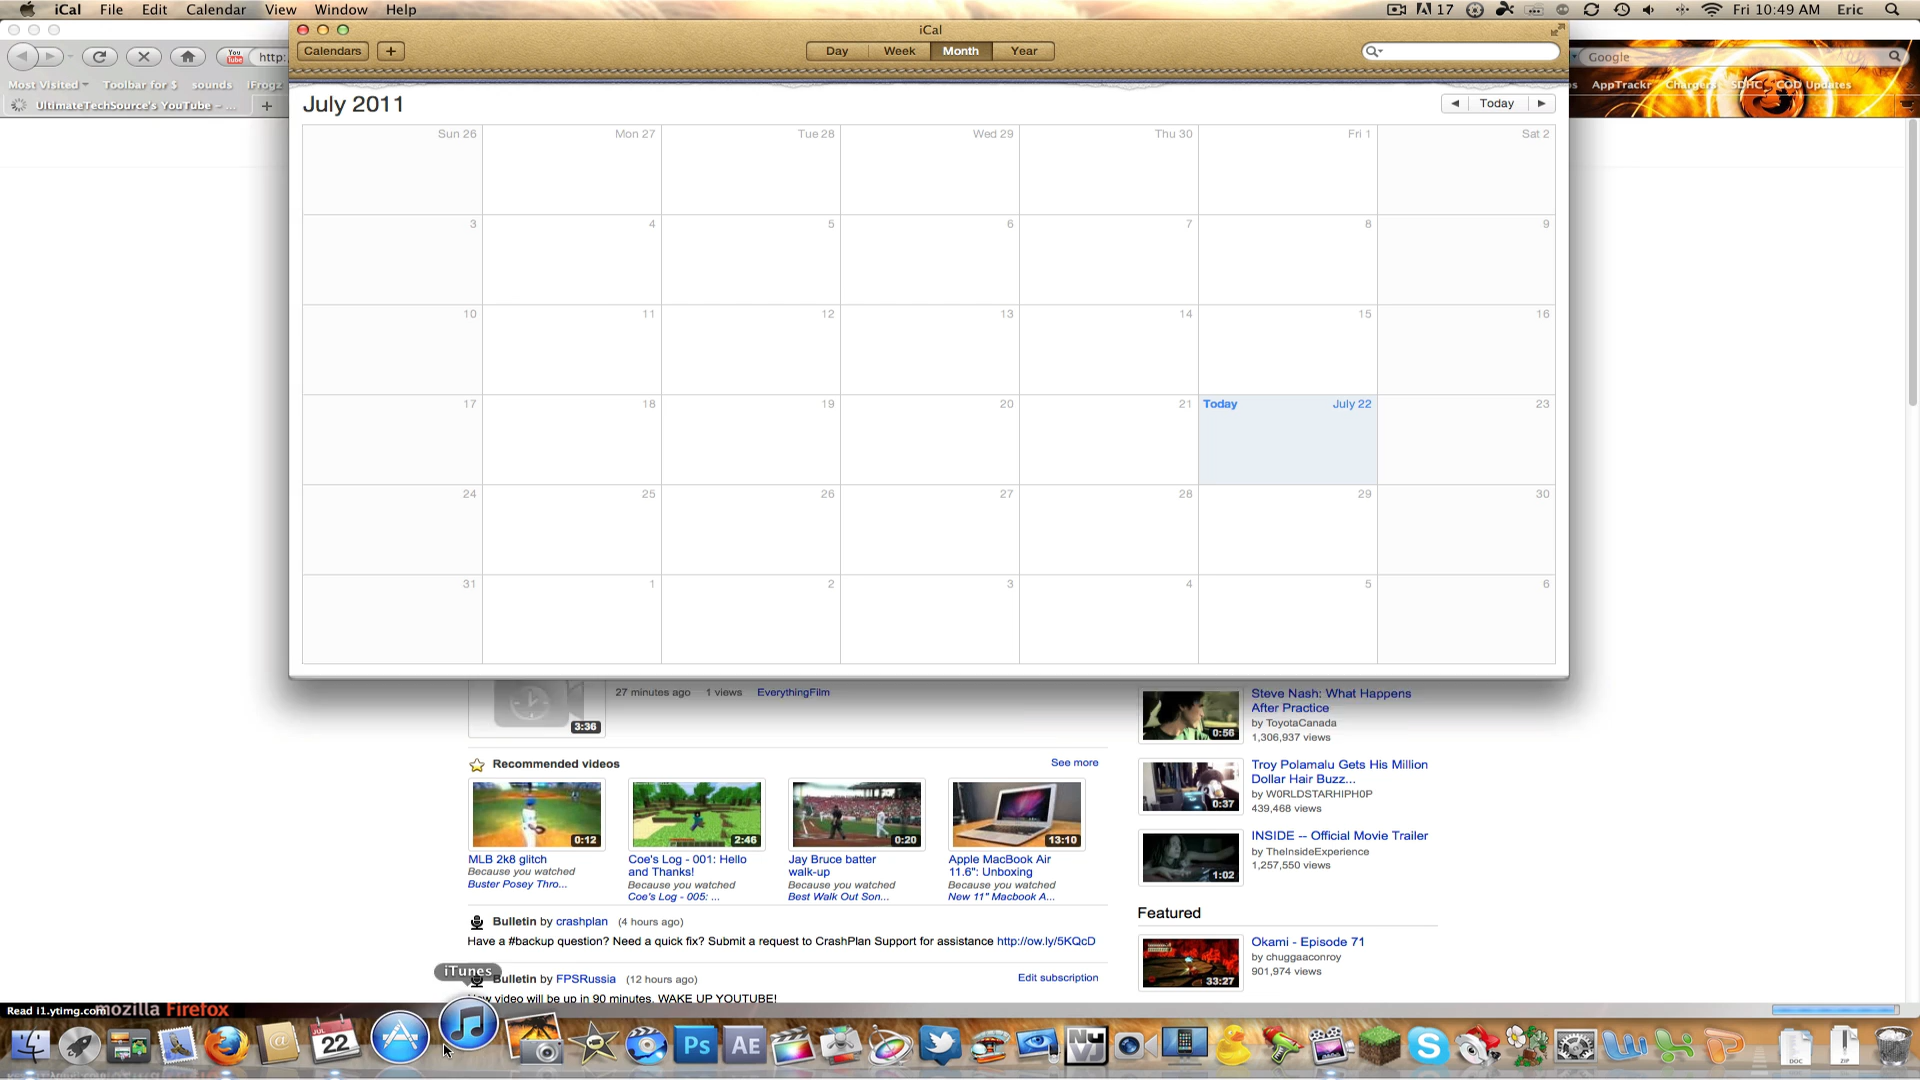 iCal File Edit Calendar View Window Help
17 Fri 10:49 AM Eric
iCal
Calendars + Day Week Month Year
You Tube http:
Google
Most Visited Toolbar for $ sounds iFrogz
AppTrackr Chargers SDHC COD Updates
UltimateTechSource's YouTube - ... +
July 2011
Today
Sun 26 Mon 27 Tue 28 Wed 29 Thu 30 Fri 1 Sat 2
3 4 5 6 7 8 9
10 11 12 13 14 15 16
17 18 19 20 21 Today July 22 23
24 25 26 27 28 29 30
31 1 2 3 4 5 6
27 minutes ago 1 views EverythingFilm
3:36
Recommended videos See more
0:12 2:46 0:20 13:10
MLB 2k8 glitch
Because you watched
Buster Posey Thro...
Coe's Log - 001: Hello
and Thanks!
Because you watched
Coe's Log - 005: ...
Jay Bruce batter
walk-up
Because you watched
Best Walk Out Son...
Apple MacBook Air
11.6": Unboxing
Because you watched
New 11" Macbook A...
Bulletin by crashplan (4 hours ago)
Have a #backup question? Need a quick fix? Submit a request to CrashPlan Support for assistance http://ow.ly/5KQcD
Bulletin by FPSRussia (12 hours ago) Edit subscription
video will be up in 90 minutes. WAKE UP YOUTUBE!
Steve Nash: What Happens
After Practice
by ToyotaCanada
1,306,937 views
0:56
Troy Polamalu Gets His Million
Dollar Hair Buzz...
by W0RLDSTARHIPH0P
439,468 views
0:37
INSIDE -- Official Movie Trailer
by TheInsideExperience
1,257,550 views
1:02
Featured
Okami - Episode 71
by chuggaaconroy
901,974 views
33:27
iTunes
Read i1.ytimg.com
mozilla Firefox
JUL 22
Ps AE
DOC ZIP